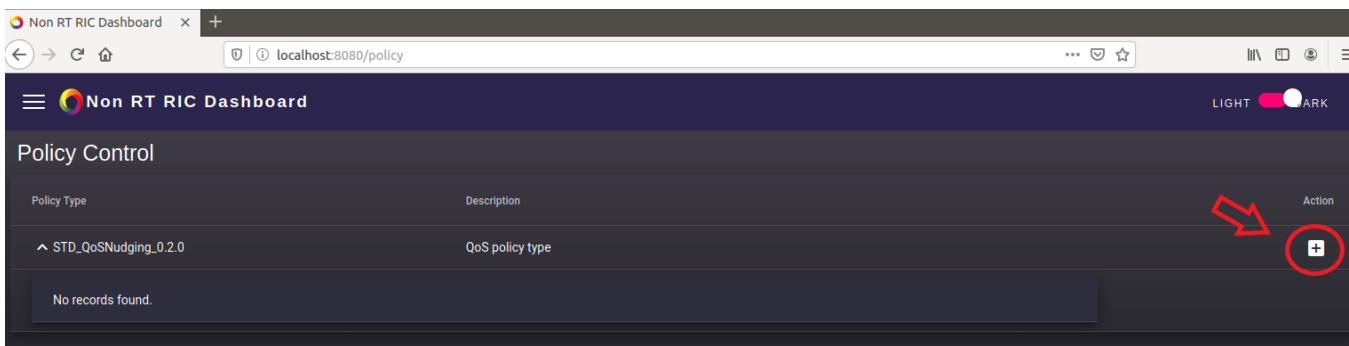 Non RT RIC Dashboard
localhost:8080/policy
Non RT RIC Dashboard
LIGHT DARK
Policy Control
Policy Type Description Action
STD_QoSNudging_0.2.0 QoS policy type
No records found.